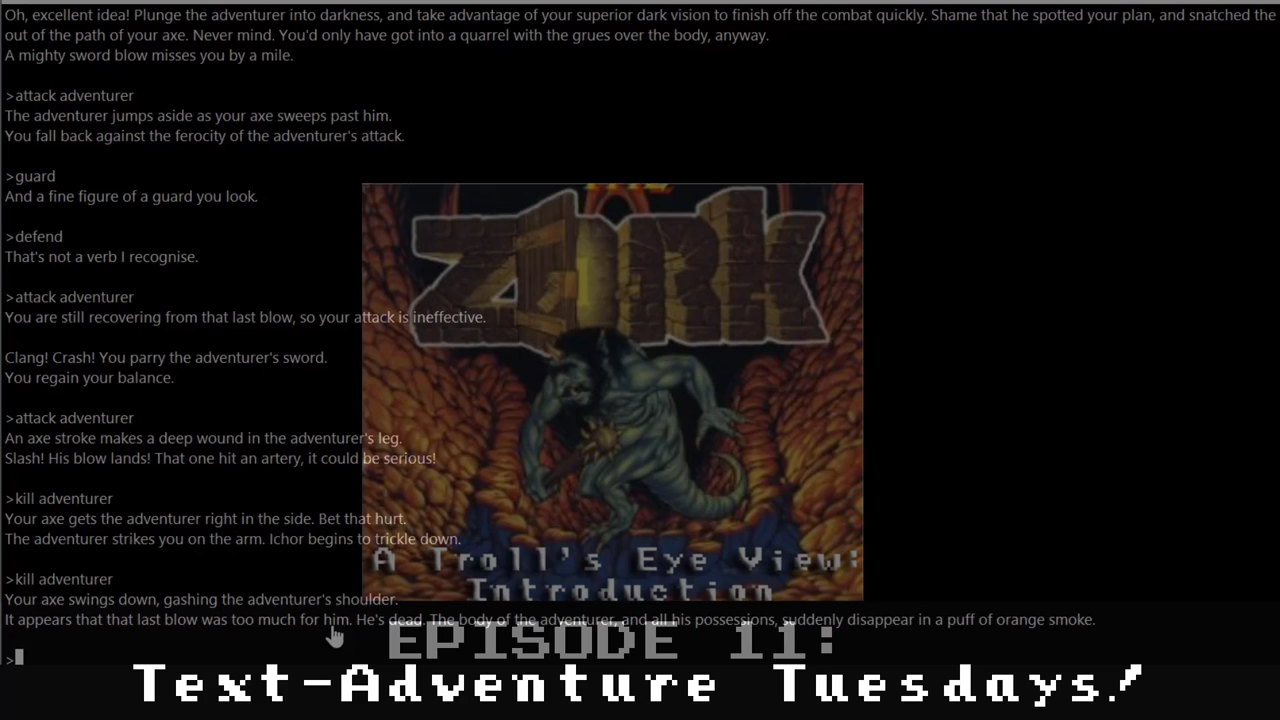 Oh, excellent idea! Plunge the adventurer into darkness, and take advantage of your superior dark vision to finish off the combat quickly. Shame that he spotted your plan, and snatched the
out of the path of your axe. Never mind. You'd only have got into a quarrel with the grues over the body, anyway.
A mighty sword blow misses you by a mile.
>attack adventurer
The adventurer jumps aside as your axe sweeps past him.
You fall back against the ferocity of the adventurer's attack.
>guard
And a fine figure of a guard you look.
>defend
That's not a verb I recognise.
>attack adventurer
You are still recovering from that last blow, so your attack is ineffective.
Clang! Crash! You parry the adventurer's sword.
You regain your balance.
>attack adventurer
An axe stroke makes a deep wound in the adventurer's leg.
Slash! His blow lands! That one hit an artery, it could be serious!
>kill adventurer
Your axe gets the adventurer right in the side. Bet that hurt.
The adventurer strikes you on the arm. Ichor begins to trickle down.
>kill adventurer
Your axe swings down, gashing the adventurer's shoulder.
It appears that that last blow was too much for him. He's dead. The body of the adventurer, and all his possessions, suddenly disappear in a puff of orange smoke.
>
ZORK
A Troll's Eye View:
Introduction
EPISODE 11:
Text-Adventure Tuesdays!